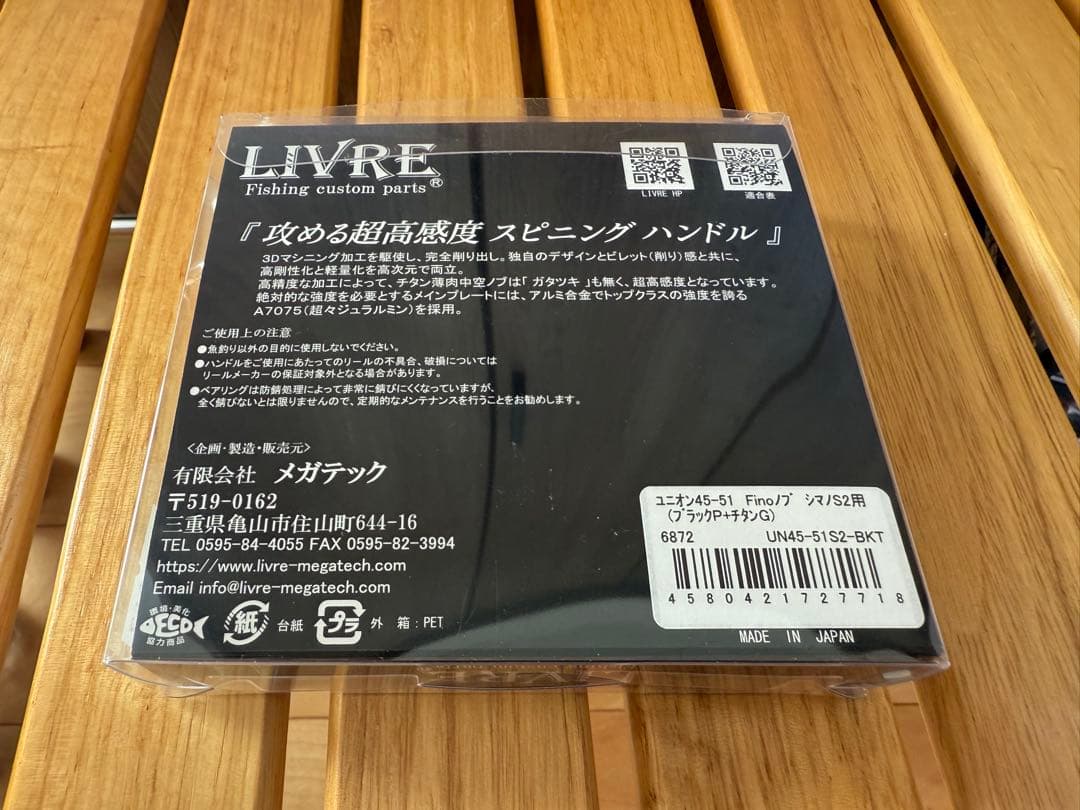 LIVRE
Fishing custom parts®
LIVRE HP
適合表
『 攻める超高感度 スピニング ハンドル 』
3Dマシニング加工を駆使し、完全削り出し。独自のデザインとビレット(削り)感と共に、
高剛性化と軽量化を高次元で両立。
高精度な加工によって、チタン薄肉中空ノブは「 ガタツキ 」も無く、超高感度となっています。
絶対的な強度を必要とするメインプレートには、アルミ合金でトップクラスの強度を誇る
A7075(超々ジュラルミン)を採用。
ご使用上の注意
●魚釣り以外の目的に使用しないでください。
●ハンドルをご使用にあたってのリールの不具合、破損については
リールメーカーの保証対象外となる場合があります。
●ベアリングは防錆処理によって非常に錆びにくくなっていますが、
全く錆びないとは限りませんので、定期的なメンテナンスを行うことをお勧めします。
<企画・製造・販売元>
有限会社 メガテック
〒519-0162
三重県亀山市住山町644-16
TEL 0595-84-4055 FAX 0595-82-3994
https://www.livre-megatech.com
Email info@livre-megatech.com
環境・美化
ECO
協力商品
紙
台紙
プラ
外 箱 : PET
ユニオン45-51 Finoノブ シマノS2用
(ブラックP+チタンG)
6872 UN45-51S2-BKT
4580421727718
MADE IN JAPAN